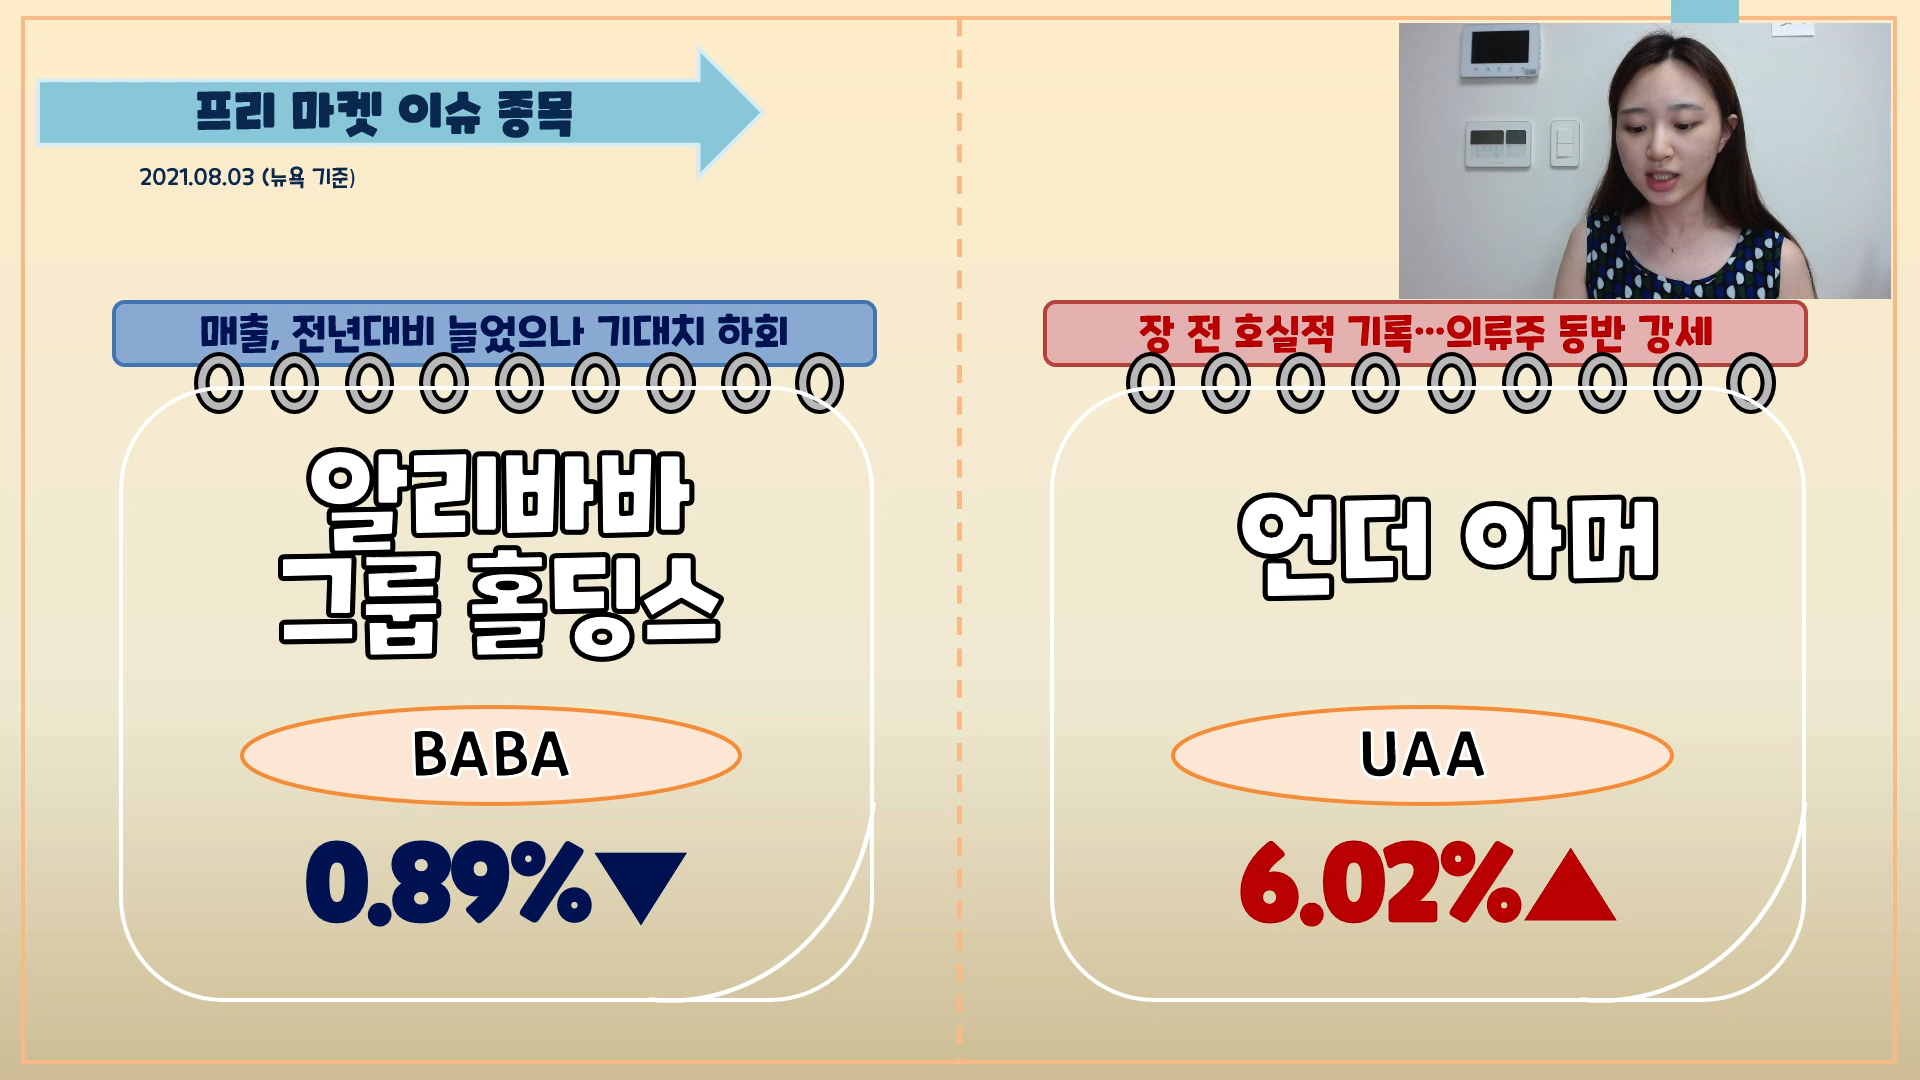 프리 마켓 이슈 종목
2021.08.03 (뉴욕 기준)
매출, 전년대비 늘었으나 기대치 하회
알리바바
그룹 홀딩스
BABA
0.89%▼
장 전 호실적 기록…의류주 동반 강세
언더 아머
UAA
6.02%▲